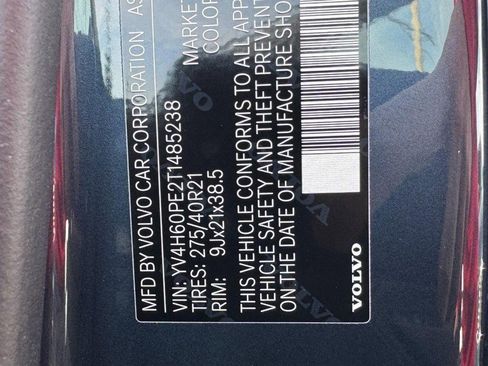 MARKET
COLOR
MFD BY VOLVO CAR CORPORATION AS
VIN: YV4H60PE2T1485238
TIRES: 275/40R21
RIM: 9Jx21x38.5
THIS VEHICLE CONFORMS TO ALL APP
VEHICLE SAFETY AND THEFT PREVENT
ON THE DATE OF MANUFACTURE SHO
VOLVO